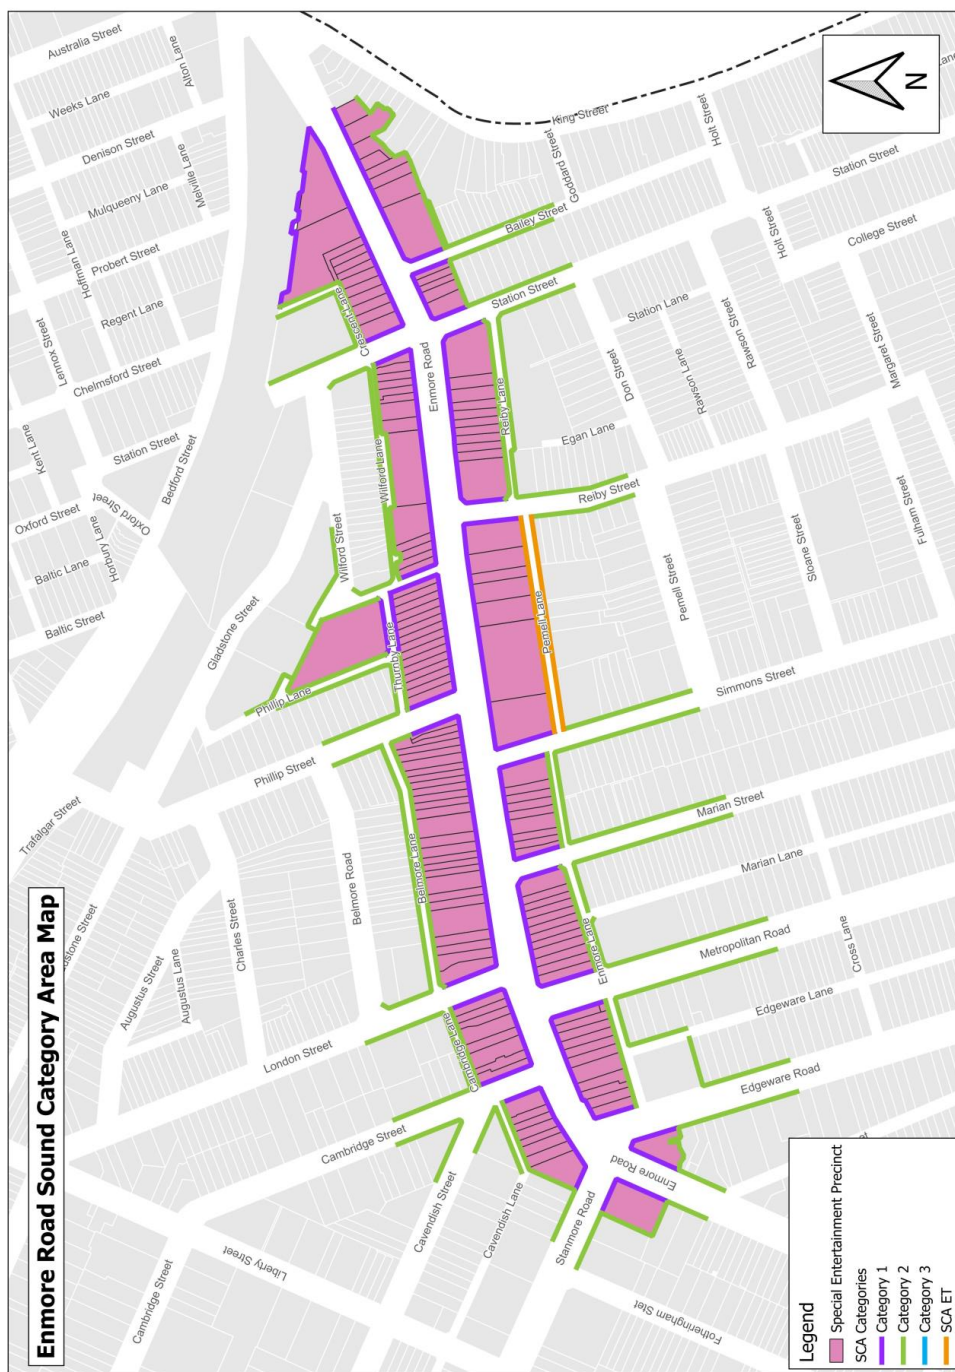 Enmore Road Sound Category Area Map
Australia Street
Alton Lane
Weeks Lane
Denison Street
Melville Lane
Mulqueeny Lane
Hoffman Lane
Probert Street
Regent Lane
Lennox Street
Chelmsford Street
Kent Lane
Station Street
Bedford Street
Oxford Street
Oxford Street
Horbury Lane
Baltic Lane
Baltic Street
Gladstone Street
Trafalgar Street
Phillip Street
Phillip Lane
Thurnby Lane
Wilford Street
Wilford Lane
Crescent Lane
Enmore Road
King Street
Goddard Street
Bailey Street
Holt Street
Station Street
Station Street
Holt Street
College Street
Station Lane
Don Street
Rawson Lane
Rawson Street
Margaret Street
Reiby Lane
Egan Lane
Reiby Street
Pemell Lane
Pemell Street
Sloane Street
Fulham Street
Simmons Street
Marian Street
Marian Lane
Enmore Lane
Metropolitan Road
Cross Lane
Edgeware Lane
Edgeware Road
Belmore Lane
Belmore Road
Charles Street
Augustus Street
Augustus Lane
dstone Street
London Street
Cambridge Lane
Cambridge Street
Cambridge Street
Liberty Street
Cavendish Street
Cavendish Lane
Stanmore Road
Enmore Road
Fotheringham Stet
N
Legend
Special Entertainment Precinct
SCA Categories
Category 1
Category 2
Category 3
SCA ET